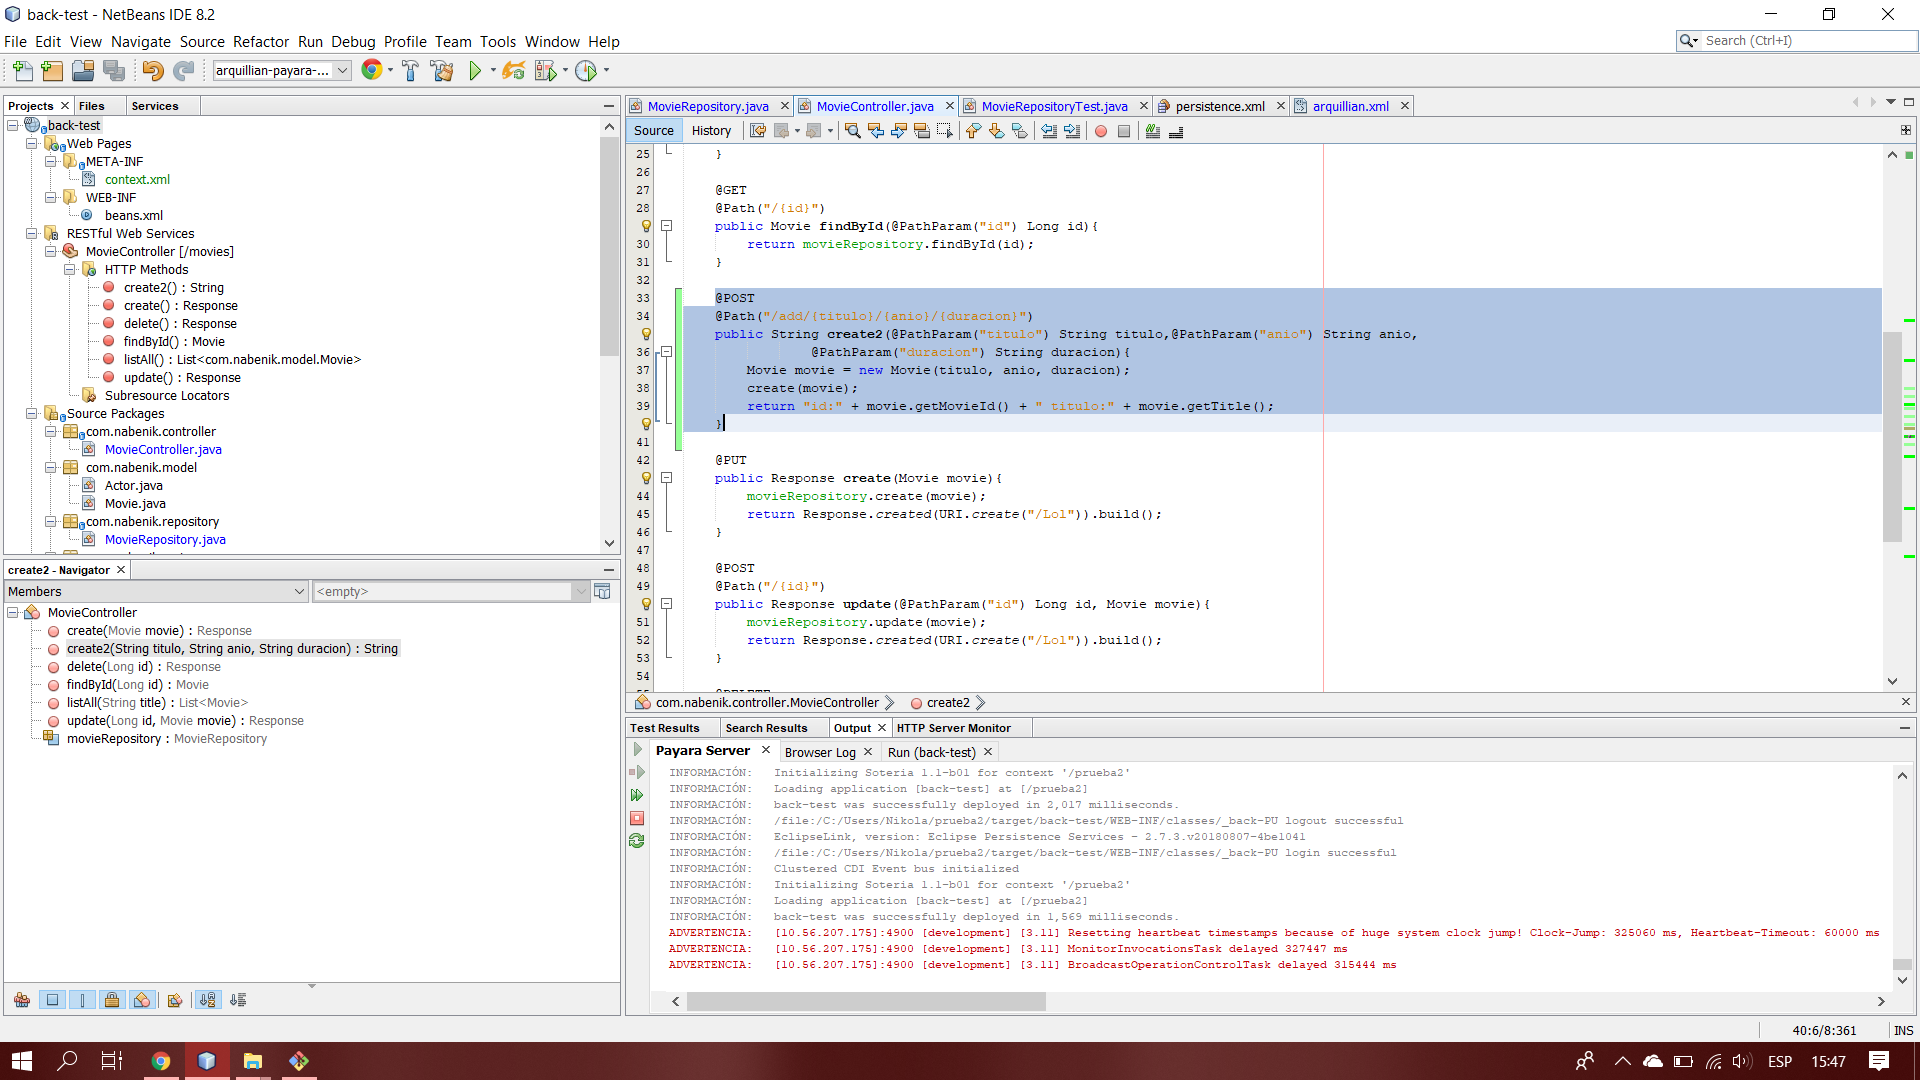 back-test - NetBeans IDE 8.2
File Edit View Navigate Source Refactor Run Debug Profile Team Tools Window Help
Search (Ctrl+I)
arquillian-payara-...
Projects Files Services
back-test
Web Pages
META-INF
context.xml
WEB-INF
beans.xml
RESTful Web Services
MovieController [/movies]
HTTP Methods
create2() : String
create() : Response
delete() : Response
findById() : Movie
listAll() : List<com.nabenik.model.Movie>
update() : Response
Subresource Locators
Source Packages
com.nabenik.controller
MovieController.java
com.nabenik.model
Actor.java
Movie.java
com.nabenik.repository
MovieRepository.java
create2 - Navigator
Members
<empty>
MovieController
create(Movie movie) : Response
create2(String titulo, String anio, String duracion) : String
delete(Long id) : Response
findById(Long id) : Movie
listAll(String title) : List<Movie>
update(Long id, Movie movie) : Response
movieRepository : MovieRepository
MovieRepository.java MovieController.java MovieRepositoryTest.java persistence.xml arquillian.xml
Source History
25 }
26
27 @GET
28 @Path("/{id}")
public Movie findById(@PathParam("id") Long id){
30 return movieRepository.findById(id);
31 }
32
33 @POST
34 @Path("/add/{titulo}/{anio}/{duracion}")
public String create2(@PathParam("titulo") String titulo,@PathParam("anio") String anio,
36 @PathParam("duracion") String duracion){
37 Movie movie = new Movie(titulo, anio, duracion);
38 create(movie);
39 return "id:" + movie.getMovieId() + " titulo:" + movie.getTitle();
}
41
42 @PUT
public Response create(Movie movie){
44 movieRepository.create(movie);
45 return Response.created(URI.create("/Lol")).build();
46 }
47
48 @POST
49 @Path("/{id}")
public Response update(@PathParam("id") Long id, Movie movie){
51 movieRepository.update(movie);
52 return Response.created(URI.create("/Lol")).build();
53 }
54
55 @DELETE
com.nabenik.controller.MovieController create2
Test Results Search Results Output HTTP Server Monitor
Payara Server Browser Log Run (back-test)
INFORMACIÓN: Initializing Soteria 1.1-b01 for context '/prueba2'
INFORMACIÓN: Loading application [back-test] at [/prueba2]
INFORMACIÓN: back-test was successfully deployed in 2,017 milliseconds.
INFORMACIÓN: /file:/C:/Users/Nikola/prueba2/target/back-test/WEB-INF/classes/_back-PU logout successful
INFORMACIÓN: EclipseLink, version: Eclipse Persistence Services - 2.7.3.v20180807-4be1041
INFORMACIÓN: /file:/C:/Users/Nikola/prueba2/target/back-test/WEB-INF/classes/_back-PU login successful
INFORMACIÓN: Clustered CDI Event bus initialized
INFORMACIÓN: Initializing Soteria 1.1-b01 for context '/prueba2'
INFORMACIÓN: Loading application [back-test] at [/prueba2]
INFORMACIÓN: back-test was successfully deployed in 1,569 milliseconds.
ADVERTENCIA: [10.56.207.175]:4900 [development] [3.11] Resetting heartbeat timestamps because of huge system clock jump! Clock-Jump: 325060 ms, Heartbeat-Timeout: 60000 ms
ADVERTENCIA: [10.56.207.175]:4900 [development] [3.11] MonitorInvocationsTask delayed 327447 ms
ADVERTENCIA: [10.56.207.175]:4900 [development] [3.11] BroadcastOperationControlTask delayed 315444 ms
40:6/8:361 INS
ESP 15:47